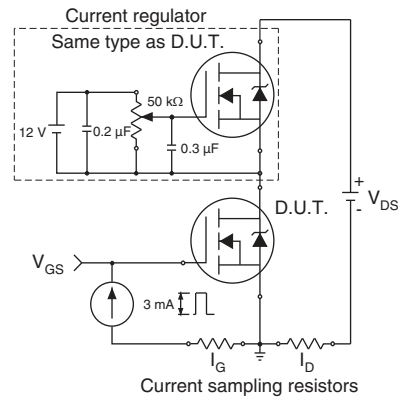 Current regulator
Same type as D.U.T.
50 kΩ
12 V
0.2 μF
0.3 μF
+
V_DS
-
D.U.T.
V_GS
3 mA
I_G
I_D
Current sampling resistors